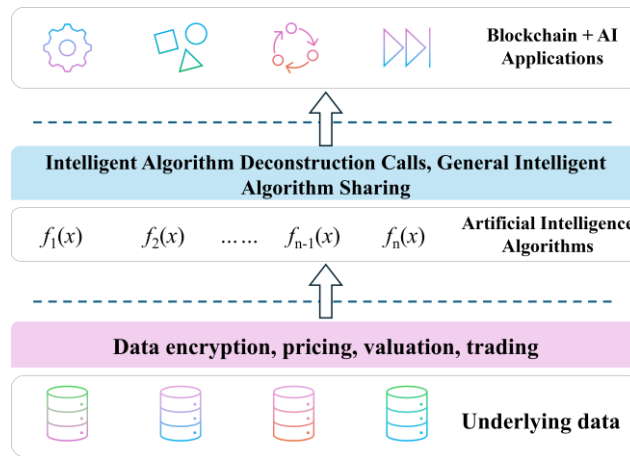 Blockchain + AI
Applications
Intelligent Algorithm Deconstruction Calls, General Intelligent
Algorithm Sharing
f₁(x) f₂(x) …… fₙ₋₁(x) fₙ(x)
Artificial Intelligence
Algorithms
Data encryption, pricing, valuation, trading
Underlying data